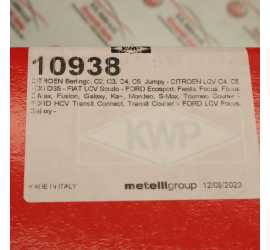 KWP
10938
CITROEN Berlingo, C2, C3, C4, C5, Jumpy - CITROEN LCV C4, C5,
- FIAT LCV Scudo - FORD Ecosport, Fiesta, Focus, Focus
C-Max, Fusion, Galaxy, Ka+, Mondeo, S-Max, Tourneo Courier -
FORD HCV Transit Connect, Transit Courier - FORD LCV Focus,
Galaxy -
KWP
MADE IN ITALY metelligroup 12/09/2023